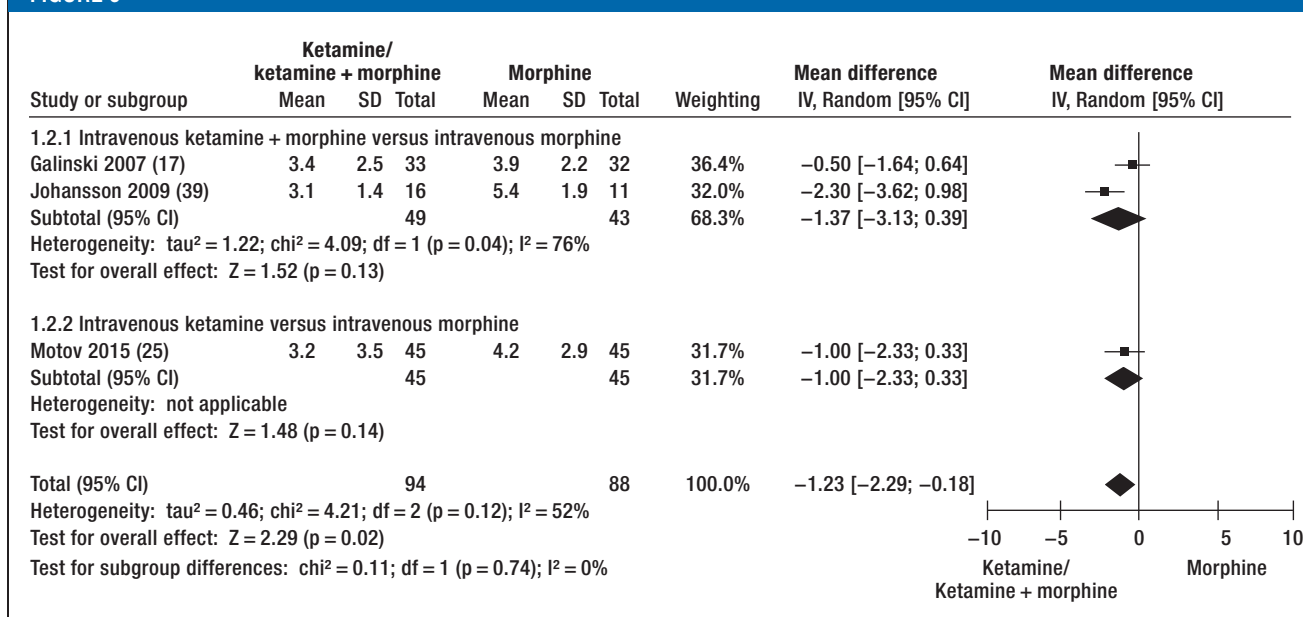 Ketamine/
ketamine + morphine Morphine Mean difference Mean difference
Study or subgroup Mean SD Total Mean SD Total Weighting IV, Random [95% CI] IV, Random [95% CI]
1.2.1 Intravenous ketamine + morphine versus intravenous morphine
Galinski 2007 (17) 3.4 2.5 33 3.9 2.2 32 36.4% −0.50 [−1.64; 0.64]
Johansson 2009 (39) 3.1 1.4 16 5.4 1.9 11 32.0% −2.30 [−3.62; 0.98]
Subtotal (95% CI) 49 43 68.3% −1.37 [−3.13; 0.39]
Heterogeneity: tau² = 1.22; chi² = 4.09; df = 1 (p = 0.04); I² = 76%
Test for overall effect: Z = 1.52 (p = 0.13)
1.2.2 Intravenous ketamine versus intravenous morphine
Motov 2015 (25) 3.2 3.5 45 4.2 2.9 45 31.7% −1.00 [−2.33; 0.33]
Subtotal (95% CI) 45 45 31.7% −1.00 [−2.33; 0.33]
Heterogeneity: not applicable
Test for overall effect: Z = 1.48 (p = 0.14)
Total (95% CI) 94 88 100.0% −1.23 [−2.29; −0.18]
Heterogeneity: tau² = 0.46; chi² = 4.21; df = 2 (p = 0.12); I² = 52%
Test for overall effect: Z = 2.29 (p = 0.02)
Test for subgroup differences: chi² = 0.11; df = 1 (p = 0.74); I² = 0%
−10 −5 0 5 10
Ketamine/ Morphine
Ketamine + morphine